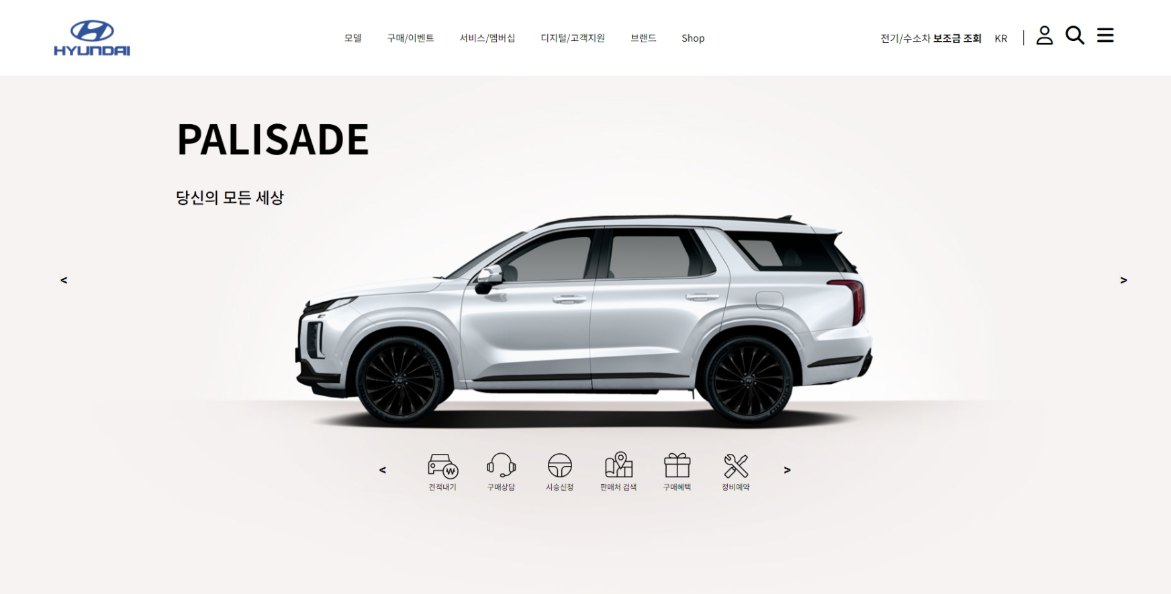 HYUNDAI
모델
구매/이벤트
서비스/멤버십
디지털/고객지원
브랜드
Shop
전기/수소차 보조금 조회
KR
PALISADE
당신의 모든 세상
<
>
<
견적내기
구매상담
시승신청
판매처 검색
구매혜택
정비예약
>